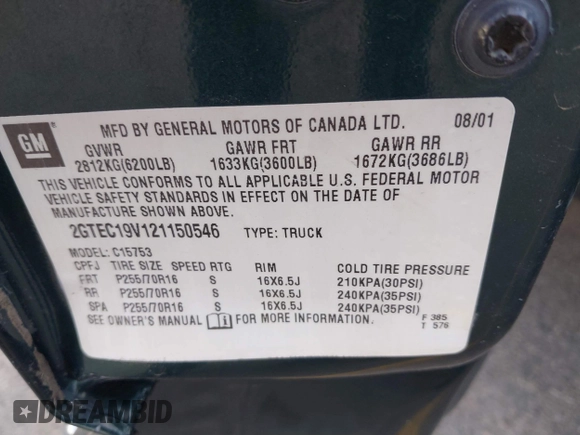 GM
MFD BY GENERAL MOTORS OF CANADA LTD. 08/01
GVWR GAWR FRT GAWR RR
2812KG(6200LB) 1633KG(3600LB) 1672KG(3686LB)
THIS VEHICLE CONFORMS TO ALL APPLICABLE U.S. FEDERAL MOTOR
VEHICLE SAFETY STANDARDS IN EFFECT ON THE DATE OF
MANUFACTURE SHOWN ABOVE.
2GTEC19V121150546 TYPE: TRUCK
MODEL: C15753
CPFJ TIRE SIZE SPEED RTG RIM COLD TIRE PRESSURE
FRT P255/70R16 S 16X6.5J 210KPA(30PSI)
RR P255/70R16 S 16X6.5J 240KPA(35PSI)
SPA P255/70R16 S 16X6.5J 240KPA(35PSI)
SEE OWNER'S MANUAL FOR MORE INFORMATION.
F 385
T 576
DREAMBID